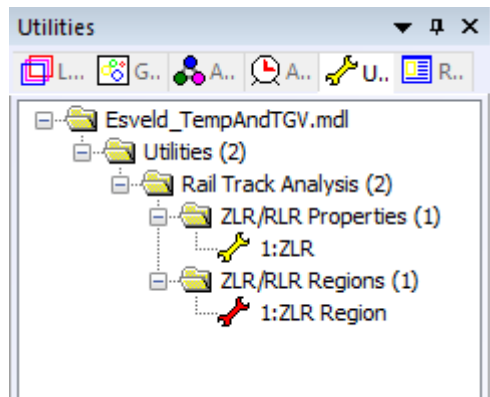 Utilities
L... G.. A.. A.. U.. R..
Esveld_TempAndTGV.mdl
Utilities (2)
Rail Track Analysis (2)
ZLR/RLR Properties (1)
1:ZLR
ZLR/RLR Regions (1)
1:ZLR Region